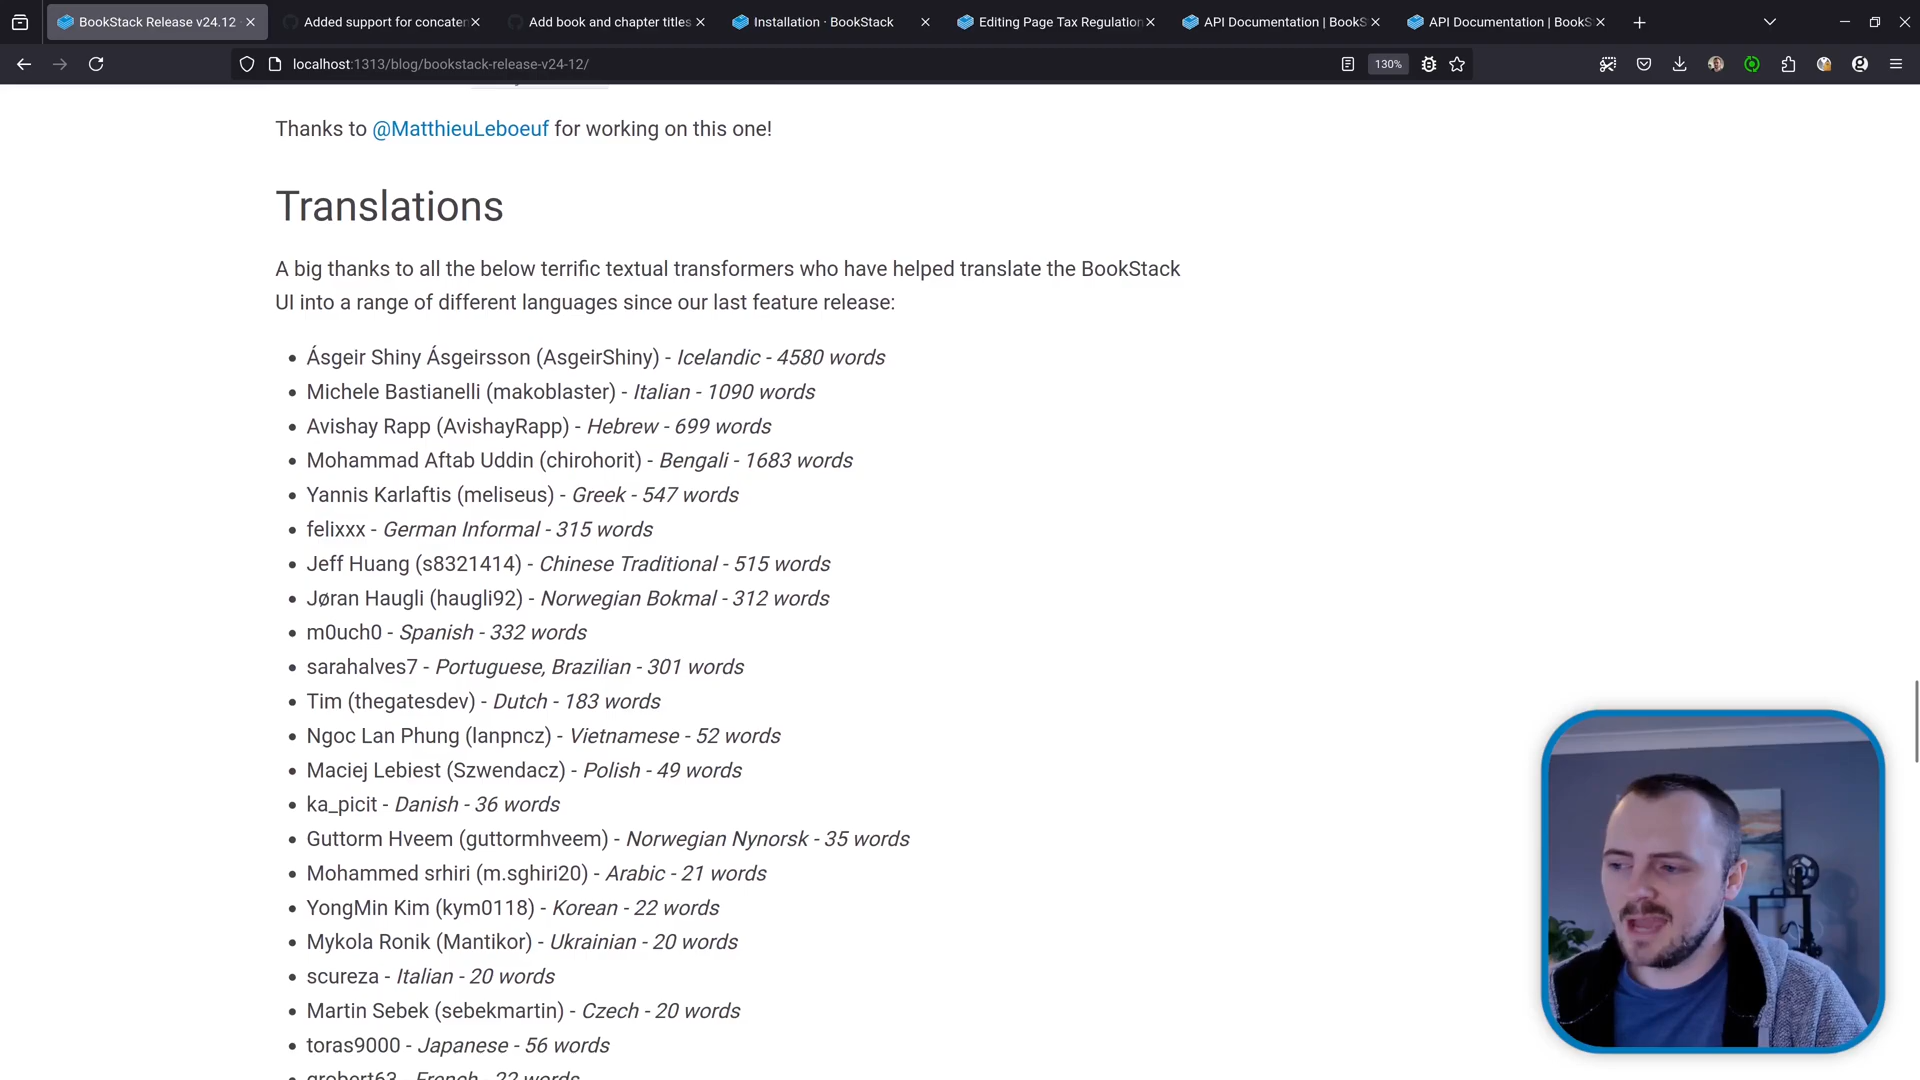 BookStack Release v24.12
Added support for concaten
Add book and chapter titles
Installation · BookStack
Editing Page Tax Regulation
API Documentation | BookS
API Documentation | BookS
localhost:1313/blog/bookstack-release-v24-12/
130%
Thanks to @MatthieuLeboeuf for working on this one!
Translations
A big thanks to all the below terrific textual transformers who have helped translate the BookStack
UI into a range of different languages since our last feature release:
• Ásgeir Shiny Ásgeirsson (AsgeirShiny) - Icelandic - 4580 words
• Michele Bastianelli (makoblaster) - Italian - 1090 words
• Avishay Rapp (AvishayRapp) - Hebrew - 699 words
• Mohammad Aftab Uddin (chirohorit) - Bengali - 1683 words
• Yannis Karlaftis (meliseus) - Greek - 547 words
• felixxx - German Informal - 315 words
• Jeff Huang (s8321414) - Chinese Traditional - 515 words
• Jøran Haugli (haugli92) - Norwegian Bokmal - 312 words
• m0uch0 - Spanish - 332 words
• sarahalves7 - Portuguese, Brazilian - 301 words
• Tim (thegatesdev) - Dutch - 183 words
• Ngoc Lan Phung (lanpncz) - Vietnamese - 52 words
• Maciej Lebiest (Szwendacz) - Polish - 49 words
• ka_picit - Danish - 36 words
• Guttorm Hveem (guttormhveem) - Norwegian Nynorsk - 35 words
• Mohammed srhiri (m.sghiri20) - Arabic - 21 words
• YongMin Kim (kym0118) - Korean - 22 words
• Mykola Ronik (Mantikor) - Ukrainian - 20 words
• scureza - Italian - 20 words
• Martin Sebek (sebekmartin) - Czech - 20 words
• toras9000 - Japanese - 56 words
grobert63 - French - 22 words